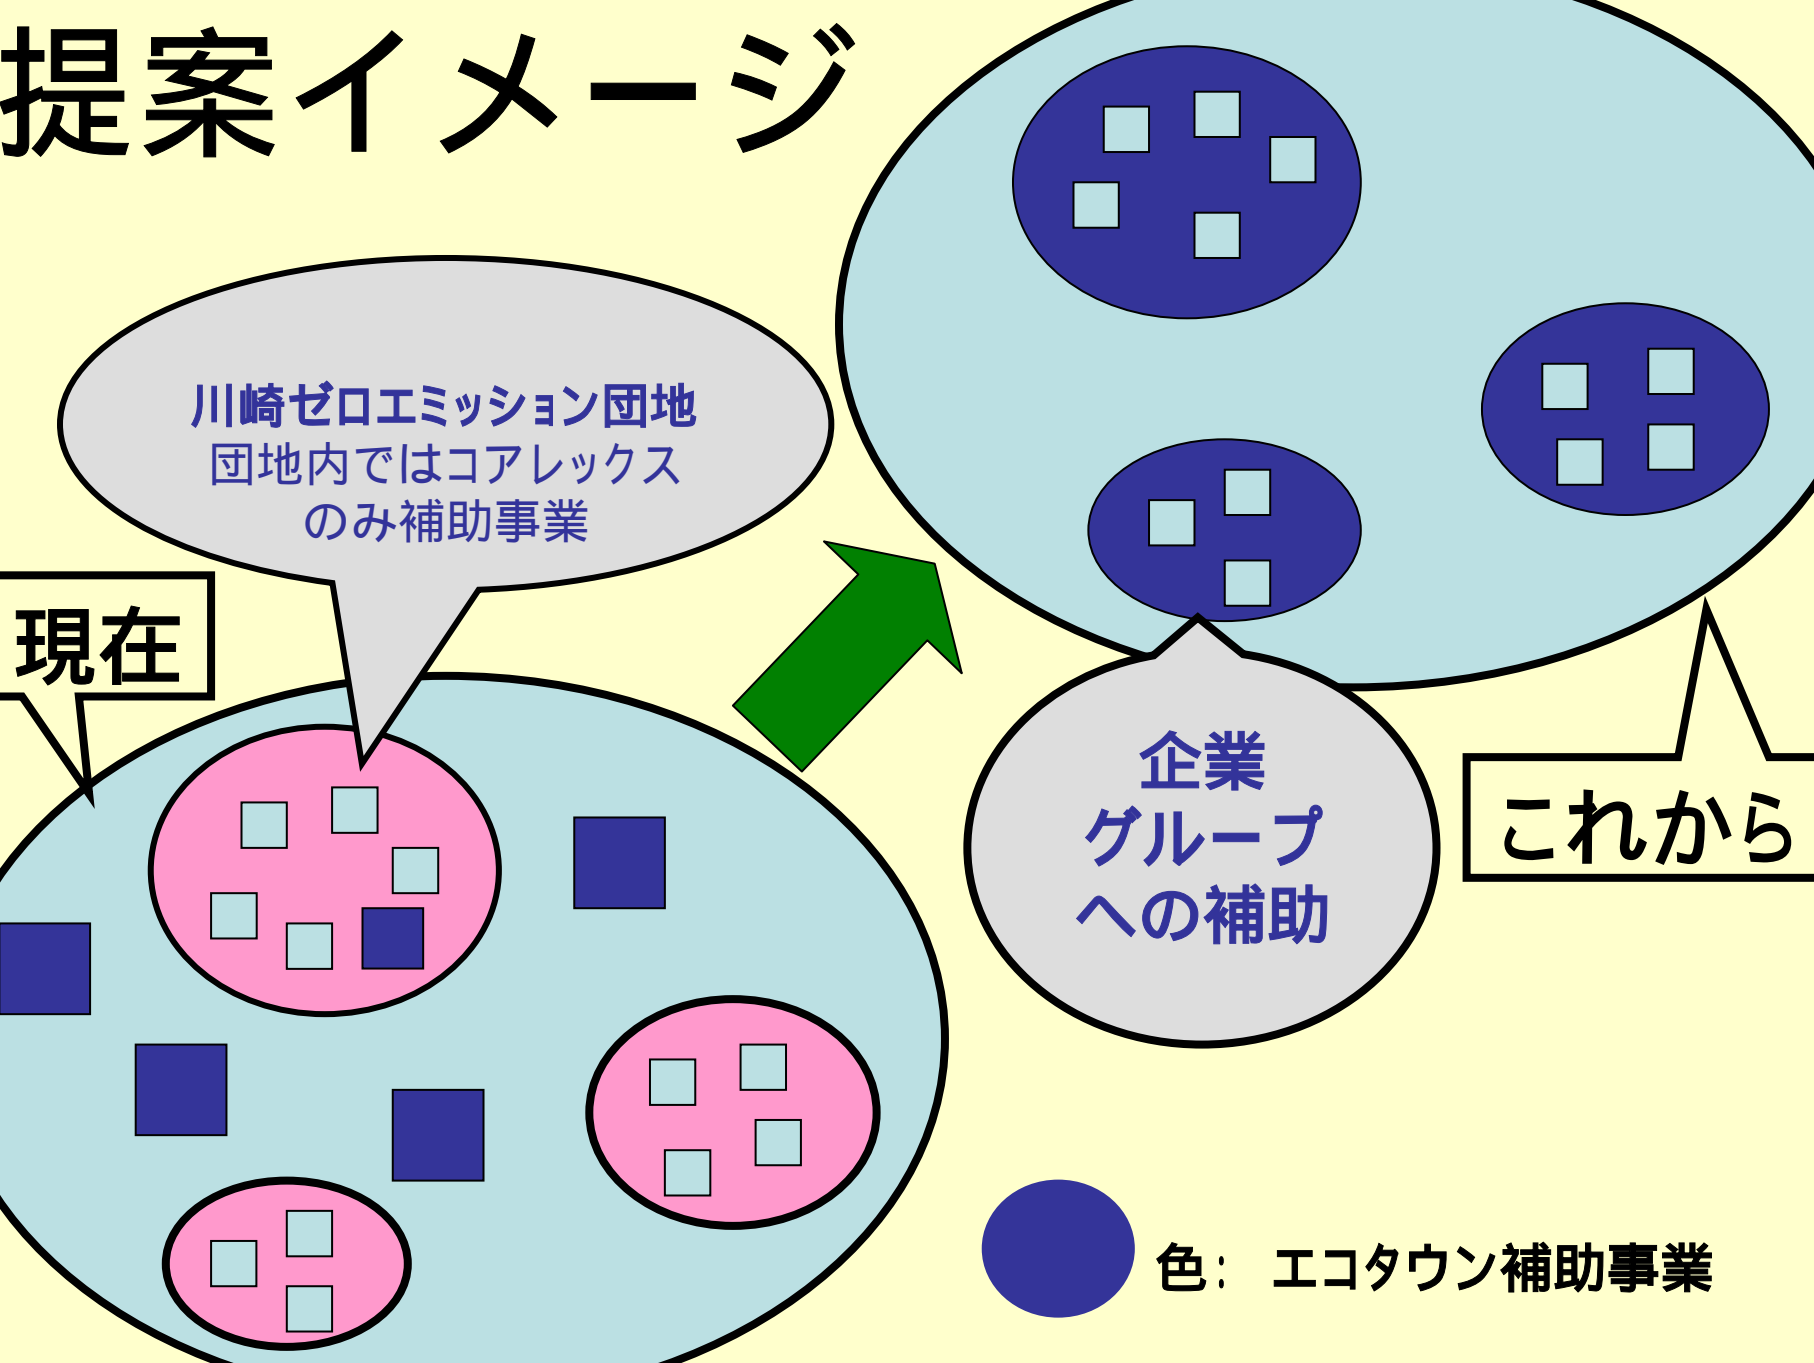 提案イメージ
川崎ゼロエミッション団地
団地内ではコアレックス
のみ補助事業
現在
企業
グループ
への補助
これから
色： エコタウン補助事業